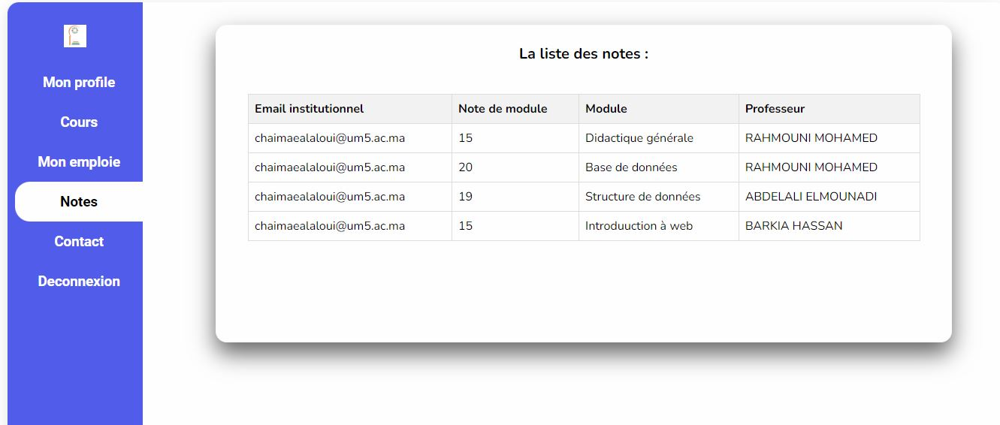 Mon profile
Cours
Mon emploie
Notes
Contact
Deconnexion
La liste des notes :
Email institutionnel Note de module Module Professeur
chaimaealaloui@um5.ac.ma 15 Didactique générale RAHMOUNI MOHAMED
chaimaealaloui@um5.ac.ma 20 Base de données RAHMOUNI MOHAMED
chaimaealaloui@um5.ac.ma 19 Structure de données ABDELALI ELMOUNADI
chaimaealaloui@um5.ac.ma 15 Introduuction à web BARKIA HASSAN